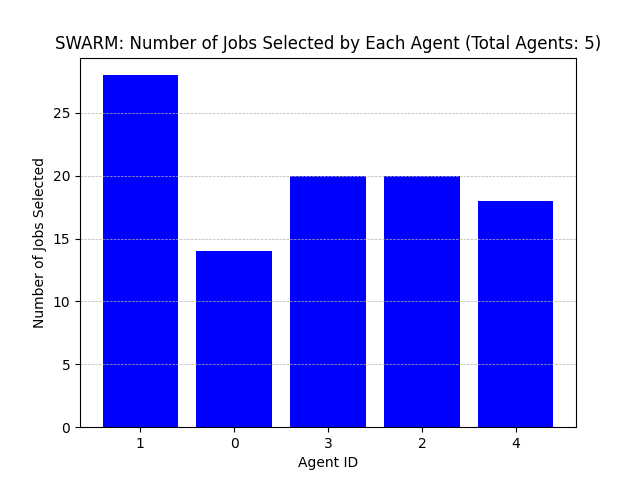 SWARM: Number of Jobs Selected by Each Agent (Total Agents: 5)
Number of Jobs Selected
25
20
15
10
5
0
1 0 3 2 4
Agent ID